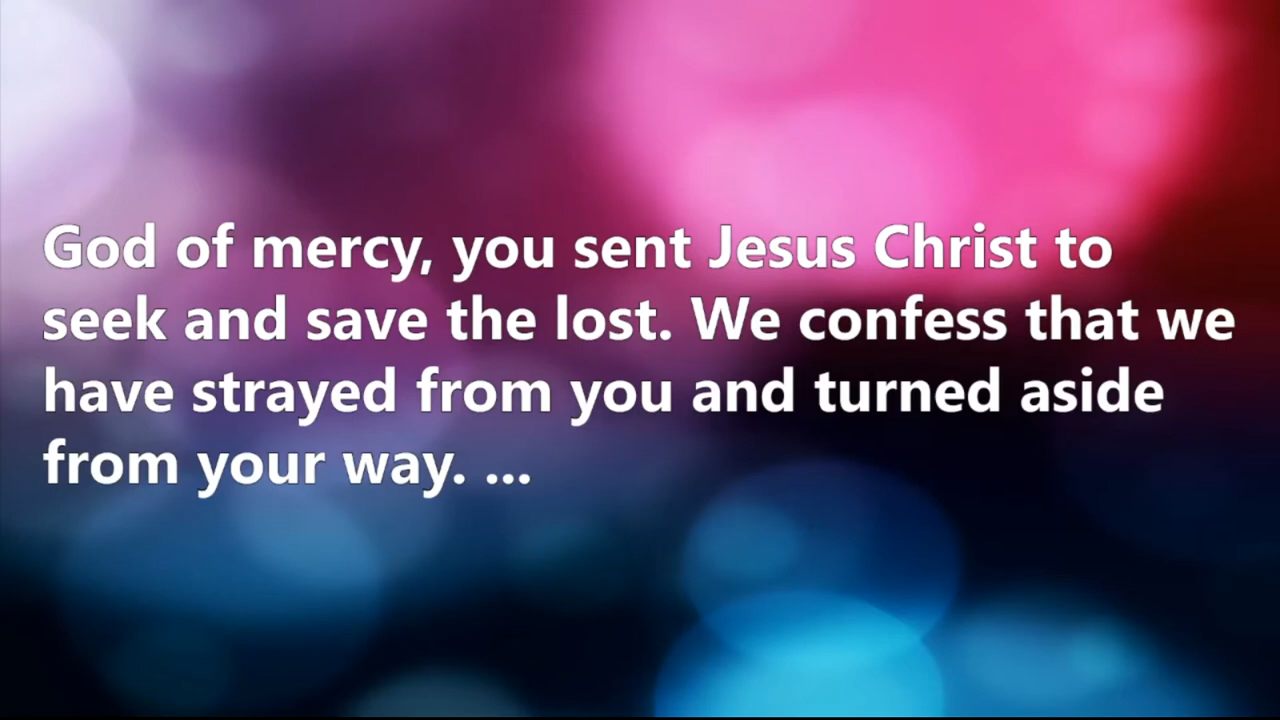 God of mercy, you sent Jesus Christ to
seek and save the lost. We confess that we
have strayed from you and turned aside
from your way. ...